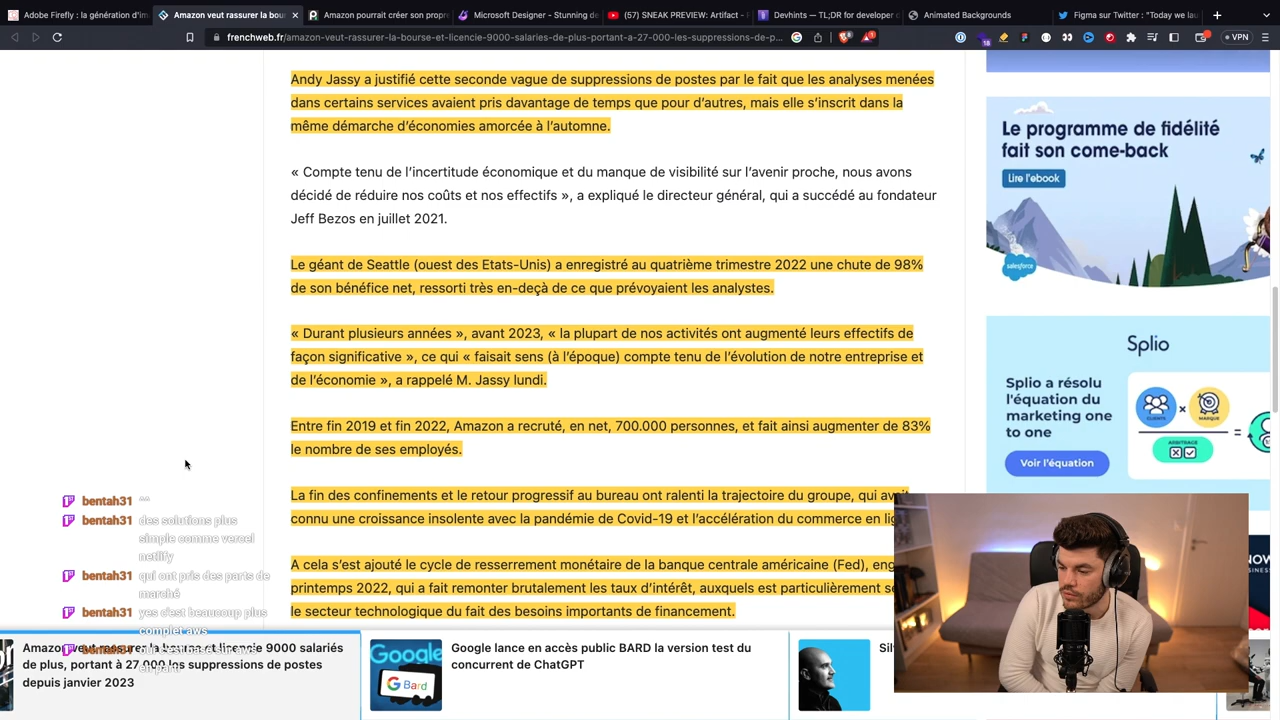 Adobe Firefly : la génération d'im
Amazon veut rassurer la bou
Amazon pourrait créer son propre
Microsoft Designer - Stunning de
(57) SNEAK PREVIEW: Artifact -
Devhints — TL;DR for developer d
Animated Backgrounds
Figma sur Twitter : "Today we lau
frenchweb.fr/amazon-veut-rassurer-la-bourse-et-licencie-9000-salaries-de-plus-portant-a-27-000-les-suppressions-de-p...
VPN
Andy Jassy a justifié cette seconde vague de suppressions de postes par le fait que les analyses menées
dans certains services avaient pris davantage de temps que pour d'autres, mais elle s'inscrit dans la
même démarche d'économies amorcée à l'automne.
« Compte tenu de l'incertitude économique et du manque de visibilité sur l'avenir proche, nous avons
décidé de réduire nos coûts et nos effectifs », a expliqué le directeur général, qui a succédé au fondateur
Jeff Bezos en juillet 2021.
Le géant de Seattle (ouest des Etats-Unis) a enregistré au quatrième trimestre 2022 une chute de 98%
de son bénéfice net, ressorti très en-deçà de ce que prévoyaient les analystes.
« Durant plusieurs années », avant 2023, « la plupart de nos activités ont augmenté leurs effectifs de
façon significative », ce qui « faisait sens (à l'époque) compte tenu de l'évolution de notre entreprise et
de l'économie », a rappelé M. Jassy lundi.
Entre fin 2019 et fin 2022, Amazon a recruté, en net, 700.000 personnes, et fait ainsi augmenter de 83%
le nombre de ses employés.
La fin des confinements et le retour progressif au bureau ont ralenti la trajectoire du groupe, qui avait
connu une croissance insolente avec la pandémie de Covid-19 et l'accélération du commerce en lig
A cela s'est ajouté le cycle de resserrement monétaire de la banque centrale américaine (Fed), eng
printemps 2022, qui a fait remonter brutalement les taux d'intérêt, auxquels est particulièrement se
le secteur technologique du fait des besoins importants de financement.
Le programme de fidélité
fait son come-back
Lire l'ebook
salesforce
Splio
Splio a résolu
l'équation du
marketing one
to one
Voir l'équation
CLIENTS
MARQUE
ARBITRAGE
NOW
bentah31 ^^
bentah31 des solutions plus
simple comme vercel
netlify
bentah31 qui ont pris des parts de
marché
bentah31 yes c'est beaucoup plus
complet aws
bentah31
Amazon veut rassurer la bourse et licencie 9000 salariés
de plus, portant à 27 000 les suppressions de postes
depuis janvier 2023
Google
Bard
Google lance en accès public BARD la version test du
concurrent de ChatGPT
Sil